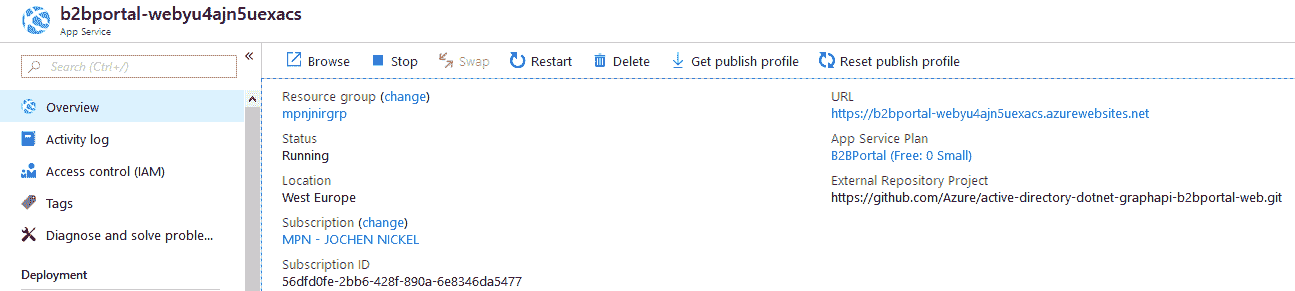 b2bportal-webyu4ajn5uexacs
App Service
Search (Ctrl+/)
Overview
Activity log
Access control (IAM)
Tags
Diagnose and solve proble...
Deployment
Browse Stop Swap Restart Delete Get publish profile Reset publish profile
Resource group (change)
mpnjnirgrp
Status
Running
Location
West Europe
Subscription (change)
MPN - JOCHEN NICKEL
Subscription ID
56dfd0fe-2bb6-428f-890a-6e8346da5477
URL
https://b2bportal-webyu4ajn5uexacs.azurewebsites.net
App Service Plan
B2BPortal (Free: 0 Small)
External Repository Project
https://github.com/Azure/active-directory-dotnet-graphapi-b2bportal-web.git